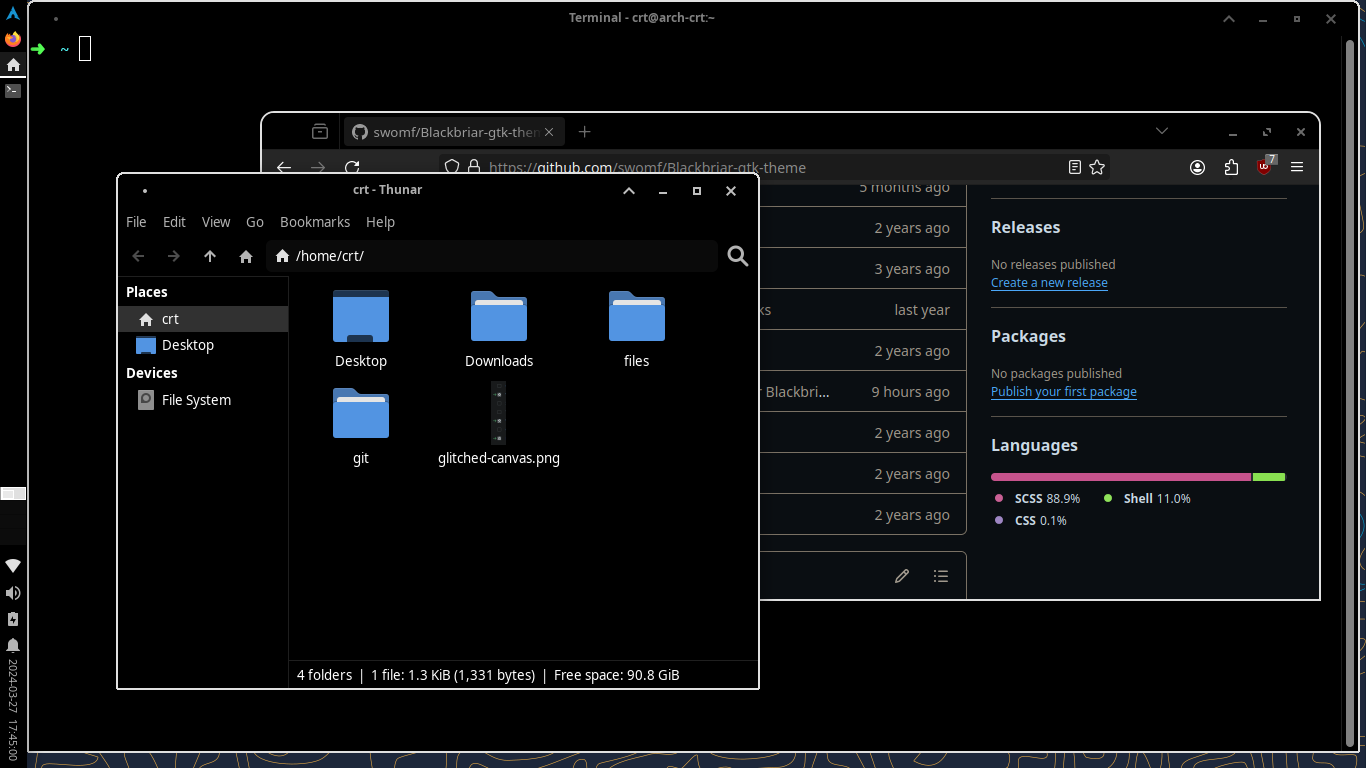 Terminal - crt@arch-crt:~
➜ ~
swomf/Blackbriar-gtk-then
https://github.com/swomf/Blackbriar-gtk-theme
7
crt - Thunar
File Edit View Go Bookmarks Help
/home/crt/
Places
crt
Desktop
Devices
File System
Desktop
Downloads
files
git
glitched-canvas.png
4 folders | 1 file: 1.3 KiB (1,331 bytes) | Free space: 90.8 GiB
5 months ago
2 years ago
3 years ago
ks last year
2 years ago
r Blackbri... 9 hours ago
2 years ago
2 years ago
2 years ago
Releases
No releases published
Create a new release
Packages
No packages published
Publish your first package
Languages
SCSS 88.9%
Shell 11.0%
CSS 0.1%
2024-03-27 17:45:00